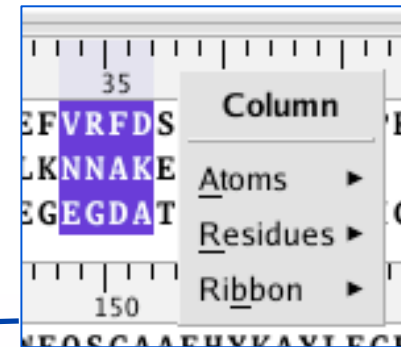 35
Column
EFVRFDS
LKNNAKE
EGEGDAT
Atoms
Residues
Ribbon
150